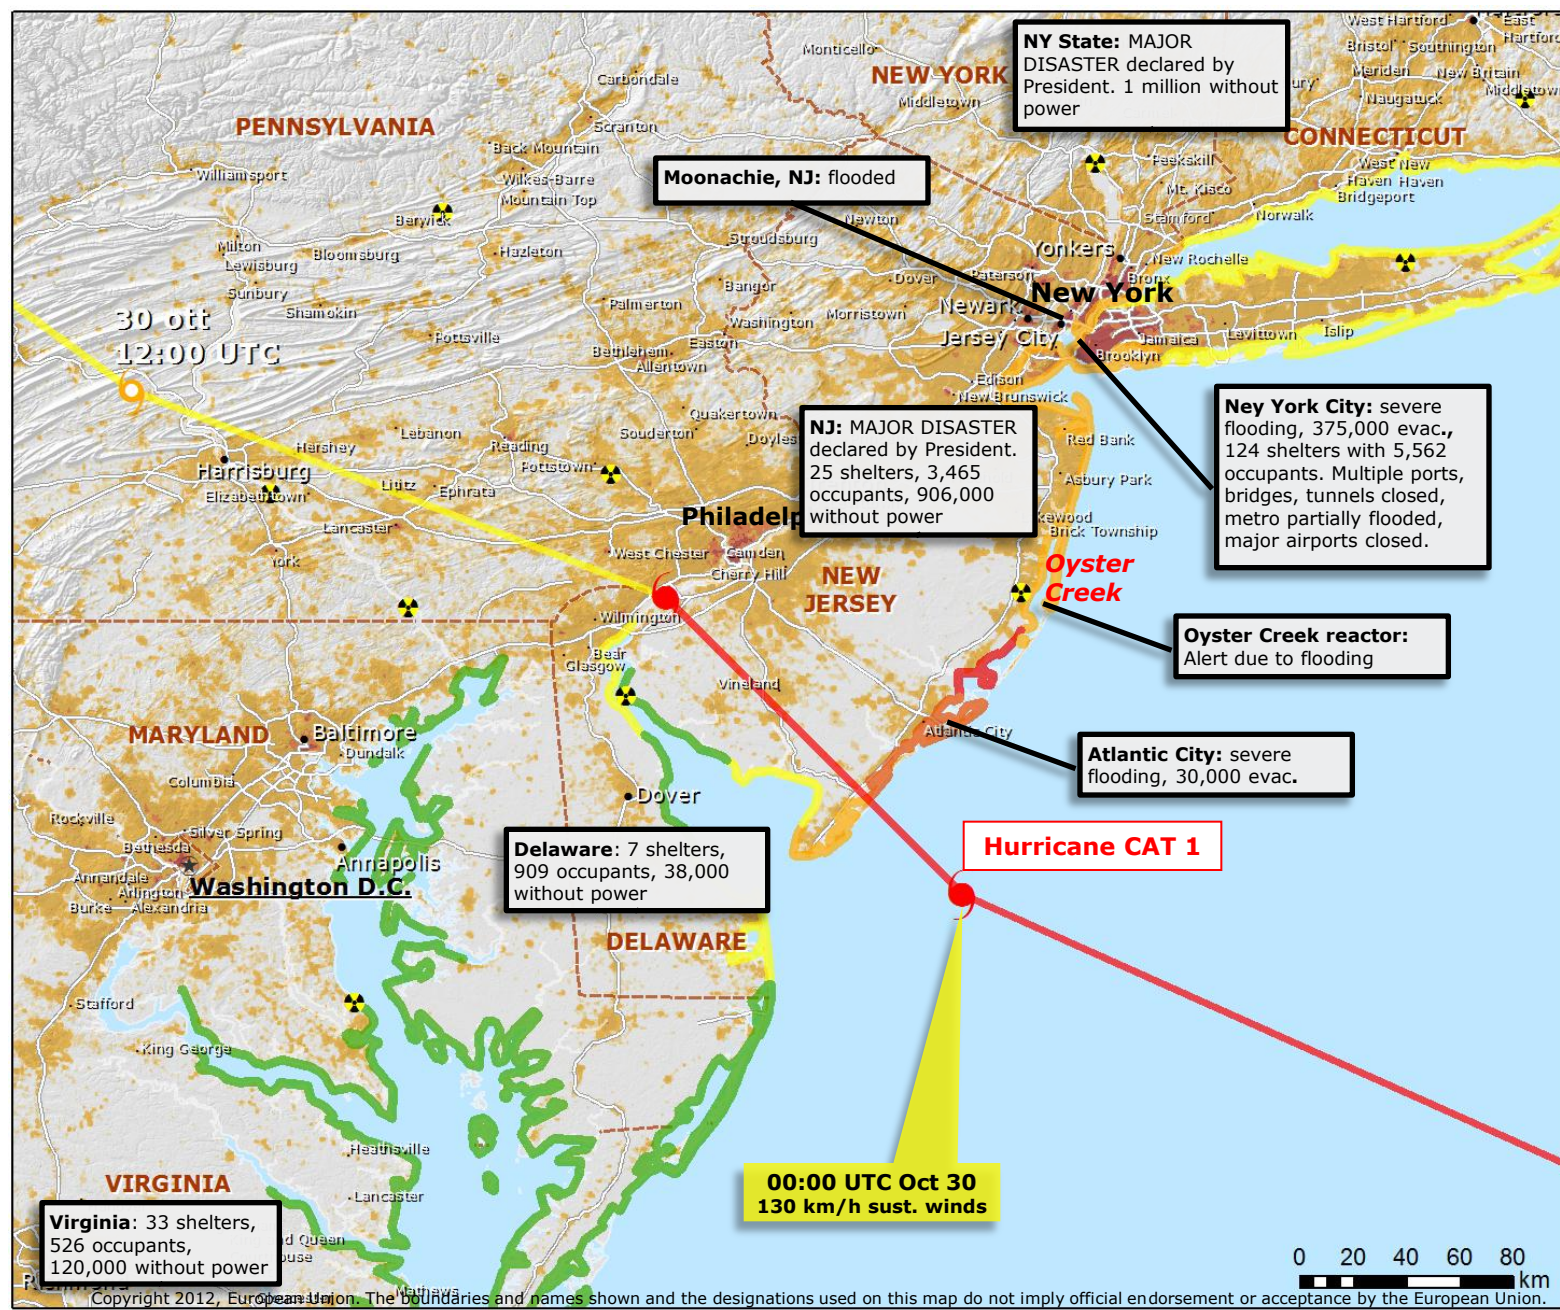 West Hartford
East
Hartford
Bristol
Southington
Monticello
NY State: MAJOR
DISASTER declared by
President. 1 million without
power
NEW YORK
Middletown
Meriden
New Britain
Middletown
Naugatuck
Carbondale
PENNSYLVANIA
Scranton
CONNECTICUT
Back Mountain
Peekskill
West New
Haven Haven
Bridgeport
Williamsport
Wilkes-Barre
Mountain Top
Moonachie, NJ: flooded
Mt. Kisco
Stamford
Norwalk
Berwick
Newton
Milton
Lewisburg
Bloomsburg
Hazleton
Stroudsburg
Yonkers
New Rochelle
Sunbury
Shamokin
Bangor
Dover
Paterson
Bronx
Palmerton
Newark
New York
30 ott
12:00 UTC
Washington
Morristown
Pottsville
Easton
Jersey City
Jamaica
Levittown
Islip
Bethlehem
Allentown
Brooklyn
Edison
New Brunswick
Quakertown
Lebanon
Hershey
Reading
Souderton
Doyles
NJ: MAJOR DISASTER
declared by President.
25 shelters, 3,465
occupants, 906,000
without power
Red Bank
Ney York City: severe
flooding, 375,000 evac.,
124 shelters with 5,562
occupants. Multiple ports,
bridges, tunnels closed,
metro partially flooded,
major airports closed.
Harrisburg
Pottstown
Elizabethtown
Lititz
Ephrata
Asbury Park
Lancaster
Philadelp
kewood
Brick Township
York
West Chester
Camden
Cherry Hill
NEW
JERSEY
Oyster
Creek
Wilmington
Oyster Creek reactor:
Alert due to flooding
Bear
Glasgow
Vineland
MARYLAND
Baltimore
Dundalk
Atlantic City
Atlantic City: severe
flooding, 30,000 evac.
Columbia
Dover
Rockville
Silver Spring
Bethesda
Annapolis
Delaware: 7 shelters,
909 occupants, 38,000
without power
Hurricane CAT 1
Annandale
Arlington
Washington D.C.
Burke
Alexandria
DELAWARE
Stafford
King George
Heathsville
VIRGINIA
Lancaster
00:00 UTC Oct 30
130 km/h sust. winds
Virginia: 33 shelters,
526 occupants,
120,000 without power
nd Queen
ouse
0 20 40 60 80
km
Mathews
Copyright 2012, European Union. The boundaries and names shown and the designations used on this map do not imply official endorsement or acceptance by the European Union.